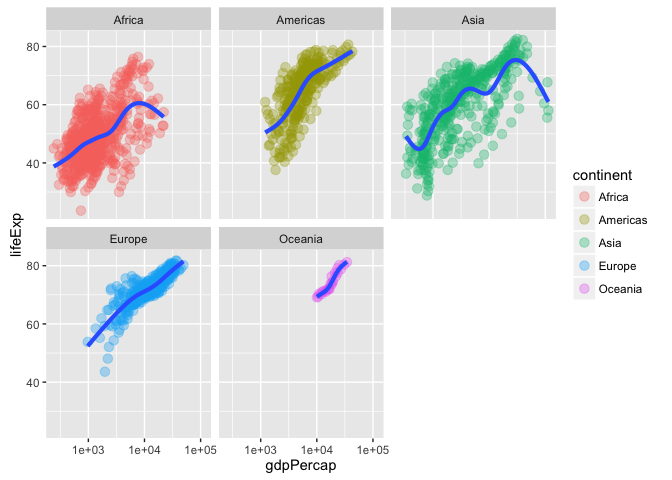 Africa
Americas
Asia
80
60
40
Europe
Oceania
80
60
40
1e+03
1e+04
1e+05
1e+03
1e+04
1e+05
gdpPercap
lifeExp
continent
Africa
Americas
Asia
Europe
Oceania